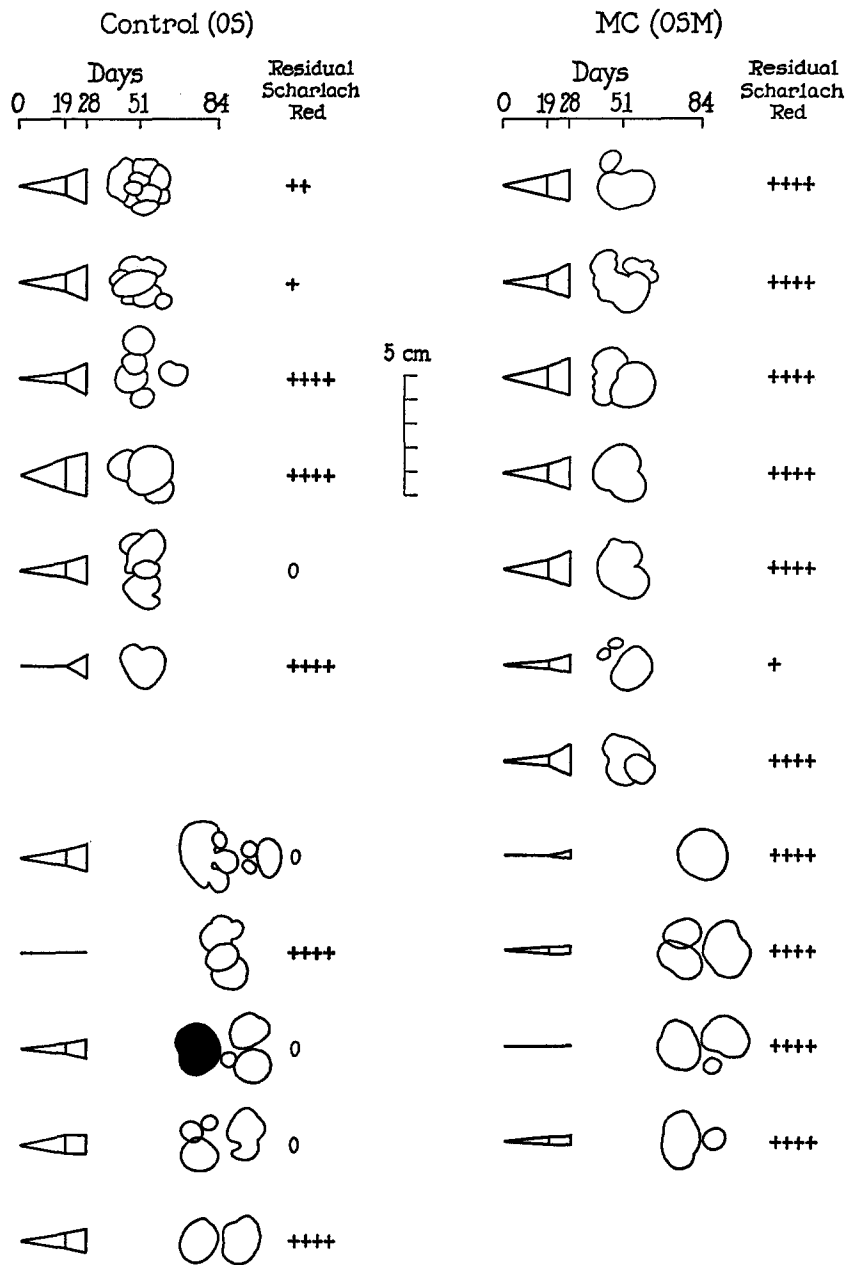 Control (OS)
MC (OSM)
Days
Residual
Scharlach
Red
0 19 28 51 84
Days
Residual
Scharlach
Red
0 19 28 51 84
++
++++
+
++++
5 cm
++++
++++
++++
++++
0
++++
++++
+
++++
0
++++
++++
++++
0
++++
0
++++
++++